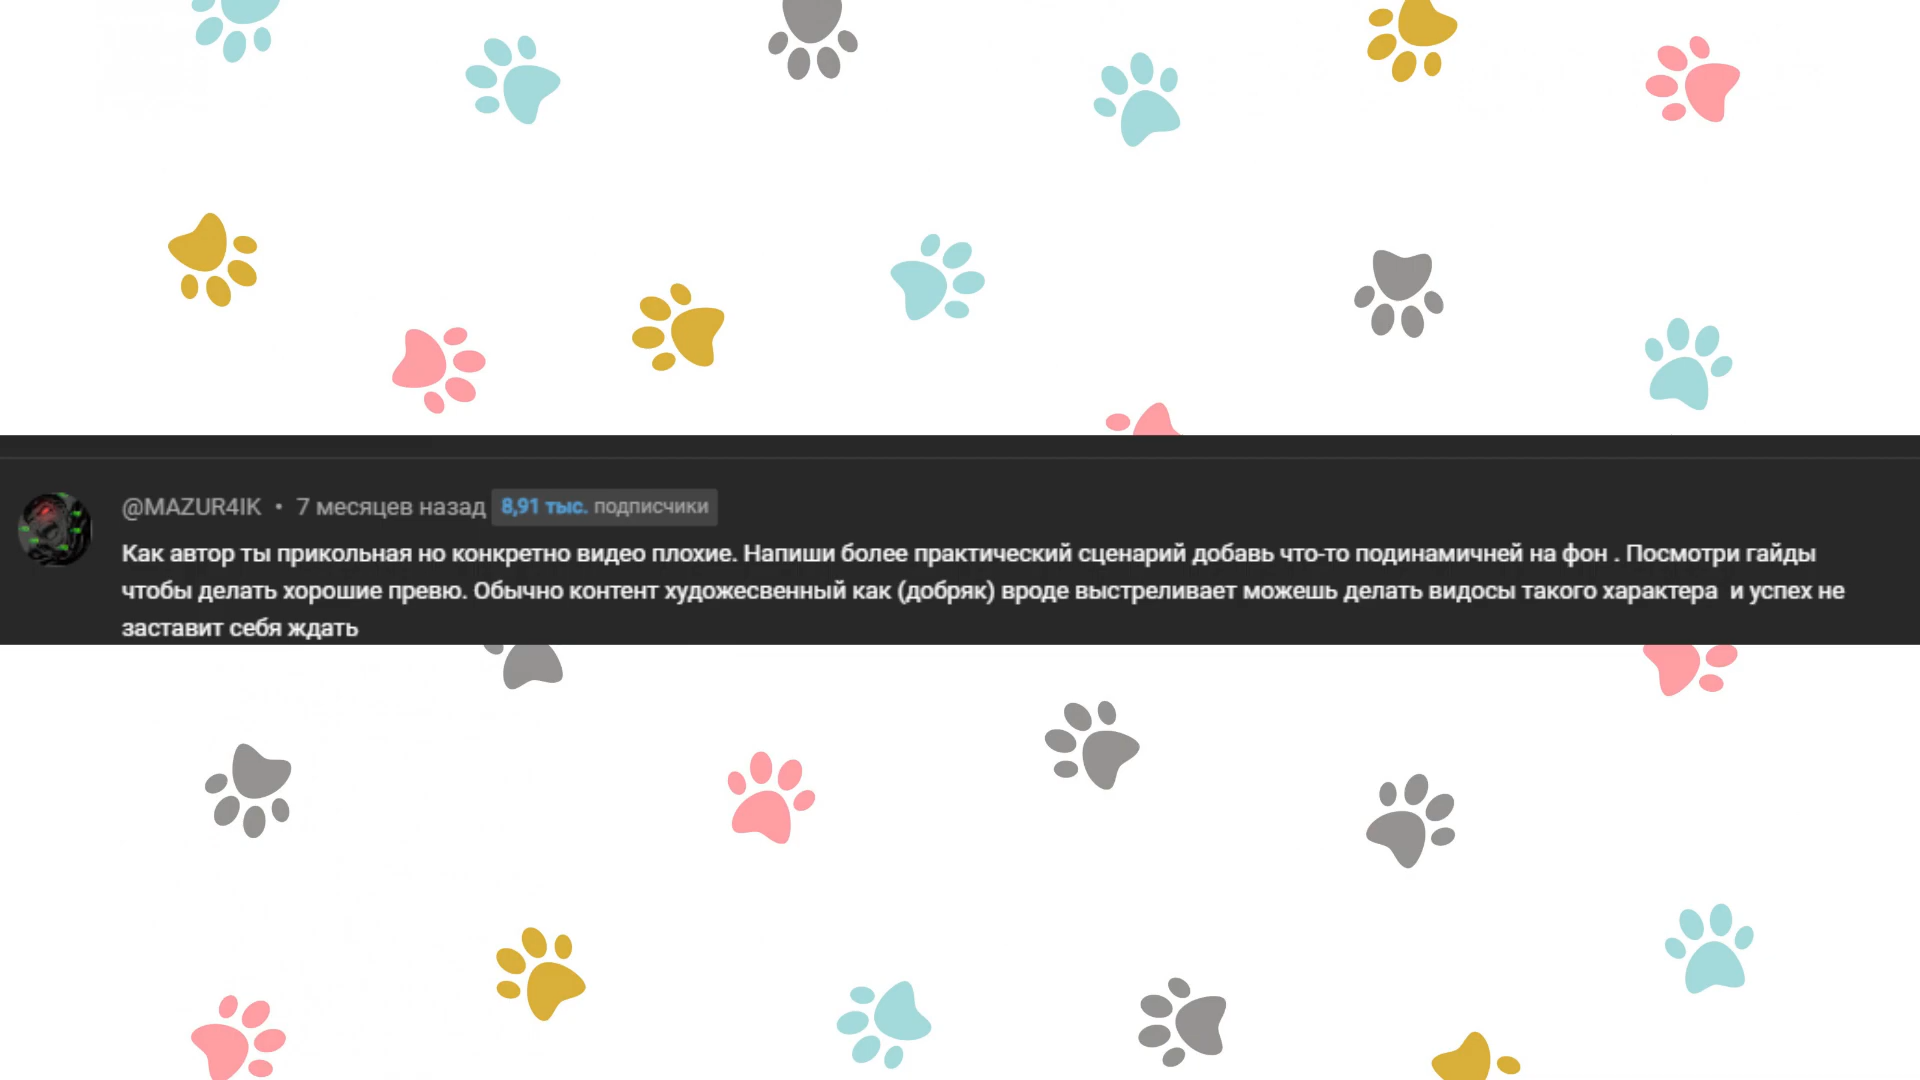 @MAZUR4IK • 7 месяцев назад 8,91 тыс. подписчики
Как автор ты прикольная но конкретно видео плохие. Напиши более практический сценарий добавь что-то подинамичней на фон . Посмотри гайды
чтобы делать хорошие превю. Обычно контент художесвенный как (добряк) вроде выстреливает можешь делать видосы такого характера  и успех не
заставит себя ждать